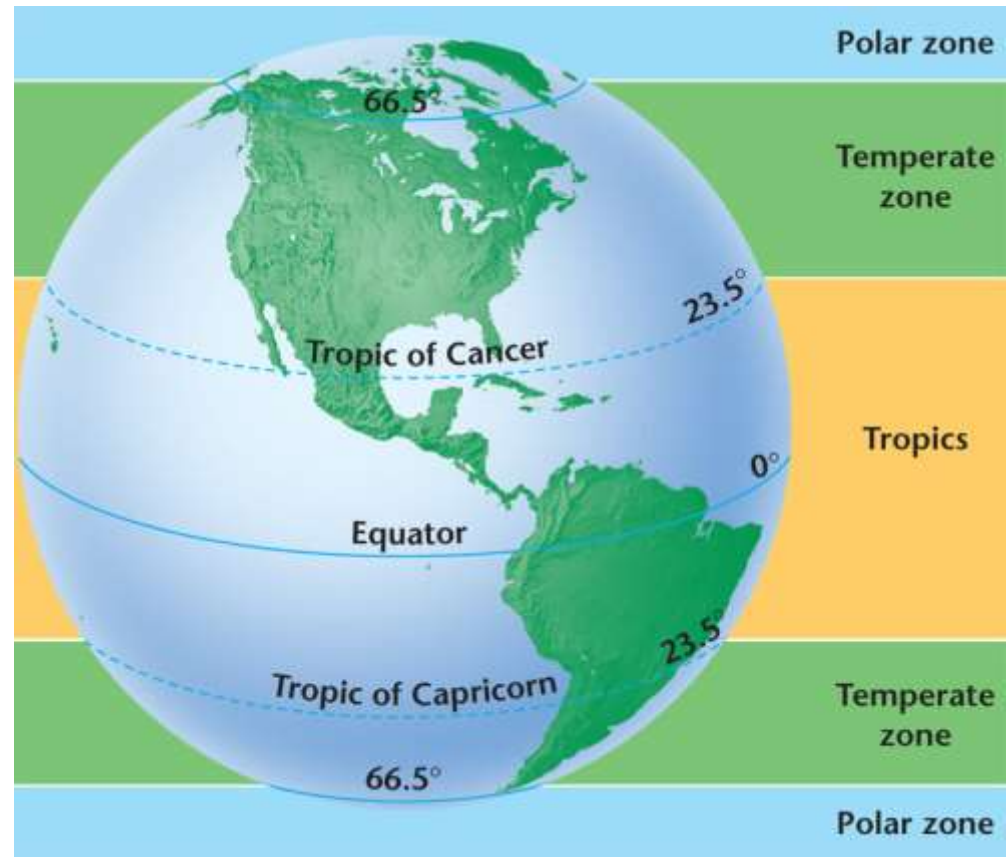 Polar zone
66.5°
Temperate
zone
23.5°
Tropic of Cancer
Tropics
0°
Equator
23.5°
Tropic of Capricorn
Temperate
zone
66.5°
Polar zone